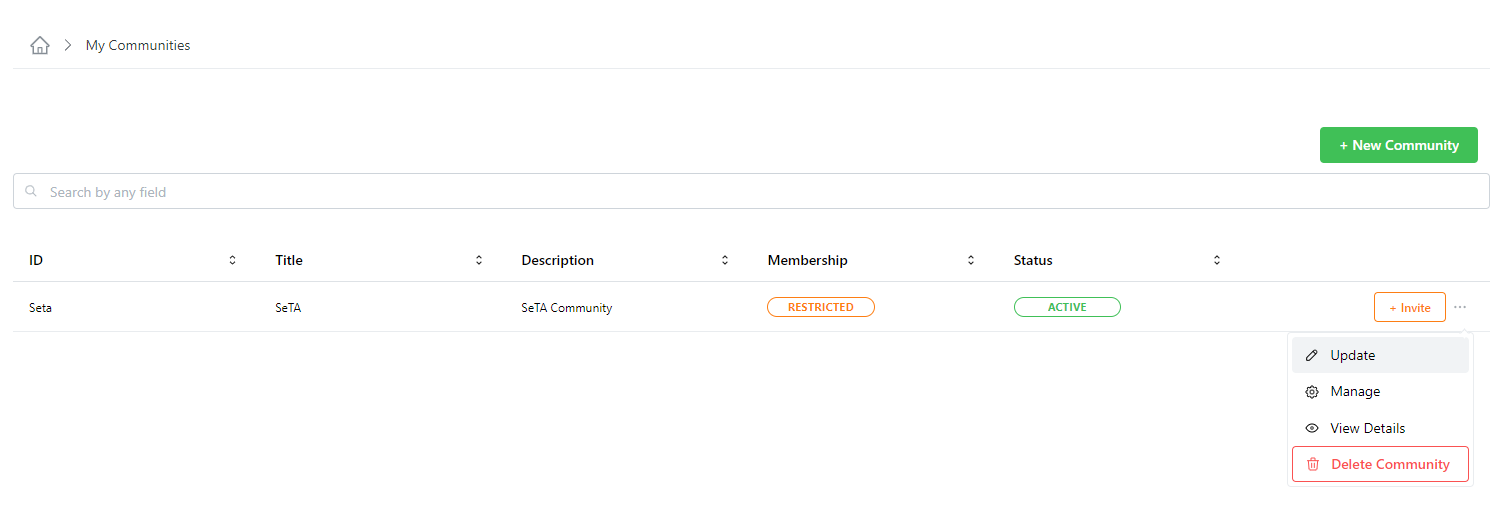 My Communities
+ New Community
Search by any field
ID Title Description Membership Status
Seta SeTA SeTA Community RESTRICTED ACTIVE + Invite ...
Update
Manage
View Details
Delete Community